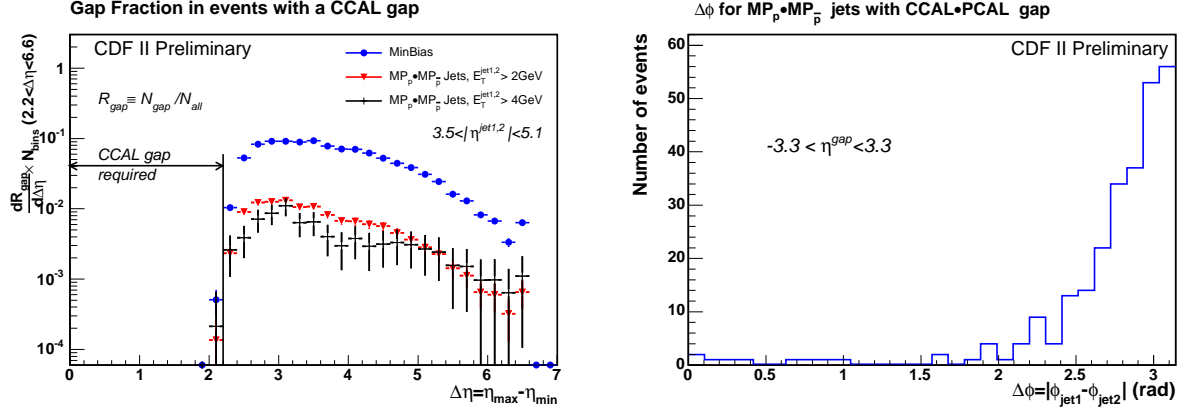 Gap Fraction in events with a CCAL gap
CDF II Preliminary
MinBias
MP_p•MP_p̅ Jets, E_T^{jet1,2} > 2GeV
MP_p•MP_p̅ Jets, E_T^{jet1,2} > 4GeV
R_gap ≡ N_gap /N_all
3.5<|η^{jet1,2}|<5.1
CCAL gap
required
dR_gap/dΔη × N_bins (2.2<Δη<6.6)
1
10^-1
10^-2
10^-3
10^-4
0 1 2 3 4 5 6 7
Δη=η_max-η_min
Δϕ for MP_p•MP_p̅ jets with CCAL•PCAL gap
CDF II Preliminary
-3.3 < η^gap <3.3
Number of events
60
50
40
30
20
10
0
0 0.5 1 1.5 2 2.5 3
Δϕ=|ϕ_jet1-ϕ_jet2| (rad)